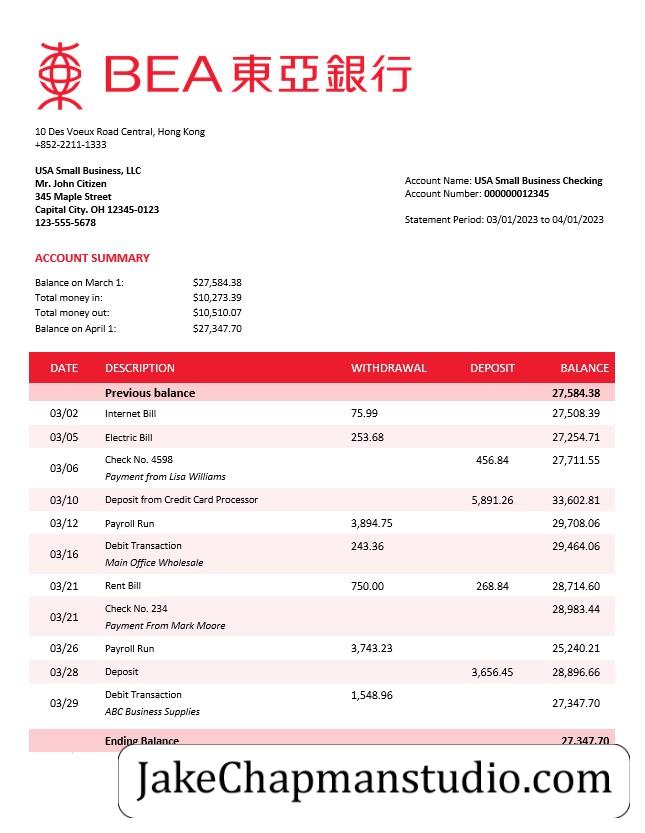 BEA 東亞銀行
10 Des Voeux Road Central, Hong Kong
+852-2211-1333
USA Small Business, LLC
Mr. John Citizen
345 Maple Street
Capital City. OH 12345-0123
123-555-5678
Account Name: USA Small Business Checking
Account Number: 000000012345
Statement Period: 03/01/2023 to 04/01/2023
ACCOUNT SUMMARY
Balance on March 1: $27,584.38
Total money in: $10,273.39
Total money out: $10,510.07
Balance on April 1: $27,347.70
DATE DESCRIPTION WITHDRAWAL DEPOSIT BALANCE
Previous balance 27,584.38
03/02 Internet Bill 75.99 27,508.39
03/05 Electric Bill 253.68 27,254.71
03/06 Check No. 4598 456.84 27,711.55
Payment from Lisa Williams
03/10 Deposit from Credit Card Processor 5,891.26 33,602.81
03/12 Payroll Run 3,894.75 29,708.06
03/16 Debit Transaction 243.36 29,464.06
Main Office Wholesale
03/21 Rent Bill 750.00 268.84 28,714.60
03/21 Check No. 234 28,983.44
Payment From Mark Moore
03/26 Payroll Run 3,743.23 25,240.21
03/28 Deposit 3,656.45 28,896.66
03/29 Debit Transaction 1,548.96 27,347.70
ABC Business Supplies
Ending Balance 27,347.70
JakeChapmanstudio.com